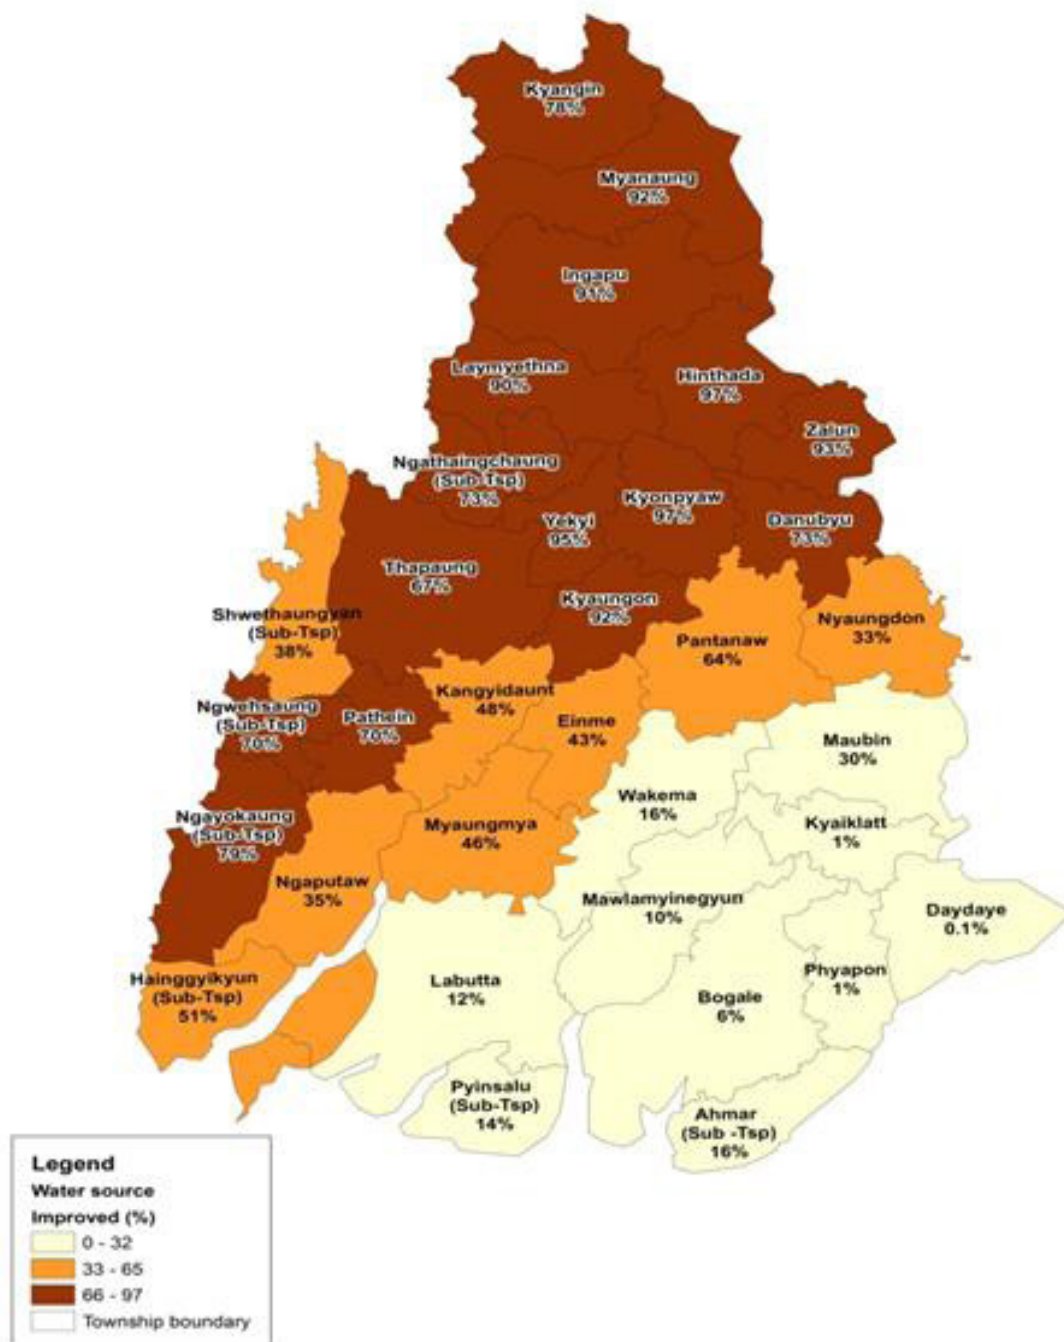 Kyangin
78%
Myanaung
92%
Ingapu
91%
Laymyethna
90%
Hinthada
97%
Zalun
93%
Ngathaingchaung
(Sub-Tsp)
73%
Kyonpyaw
97%
Yekyi
95%
Danubyu
73%
Thapaung
67%
Kyaungon
92%
Shwethaungyan
(Sub-Tsp)
38%
Pantanaw
64%
Nyaungdon
33%
Kangyidaunt
48%
Ngwehsaung
(Sub-Tsp)
70%
Pathein
70%
Einme
43%
Maubin
30%
Wakema
16%
Ngayokaung
(Sub-Tsp)
79%
Myaungmya
46%
Kyaiklatt
1%
Ngaputaw
35%
Mawlamyinegyun
10%
Daydaye
0.1%
Hainggyikyun
(Sub-Tsp)
51%
Labutta
12%
Phyapon
1%
Bogale
6%
Pyinsalu
(Sub-Tsp)
14%
Ahmar
(Sub -Tsp)
16%
Legend
Water source
Improved (%)
0 - 32
33 - 65
66 - 97
Township boundary